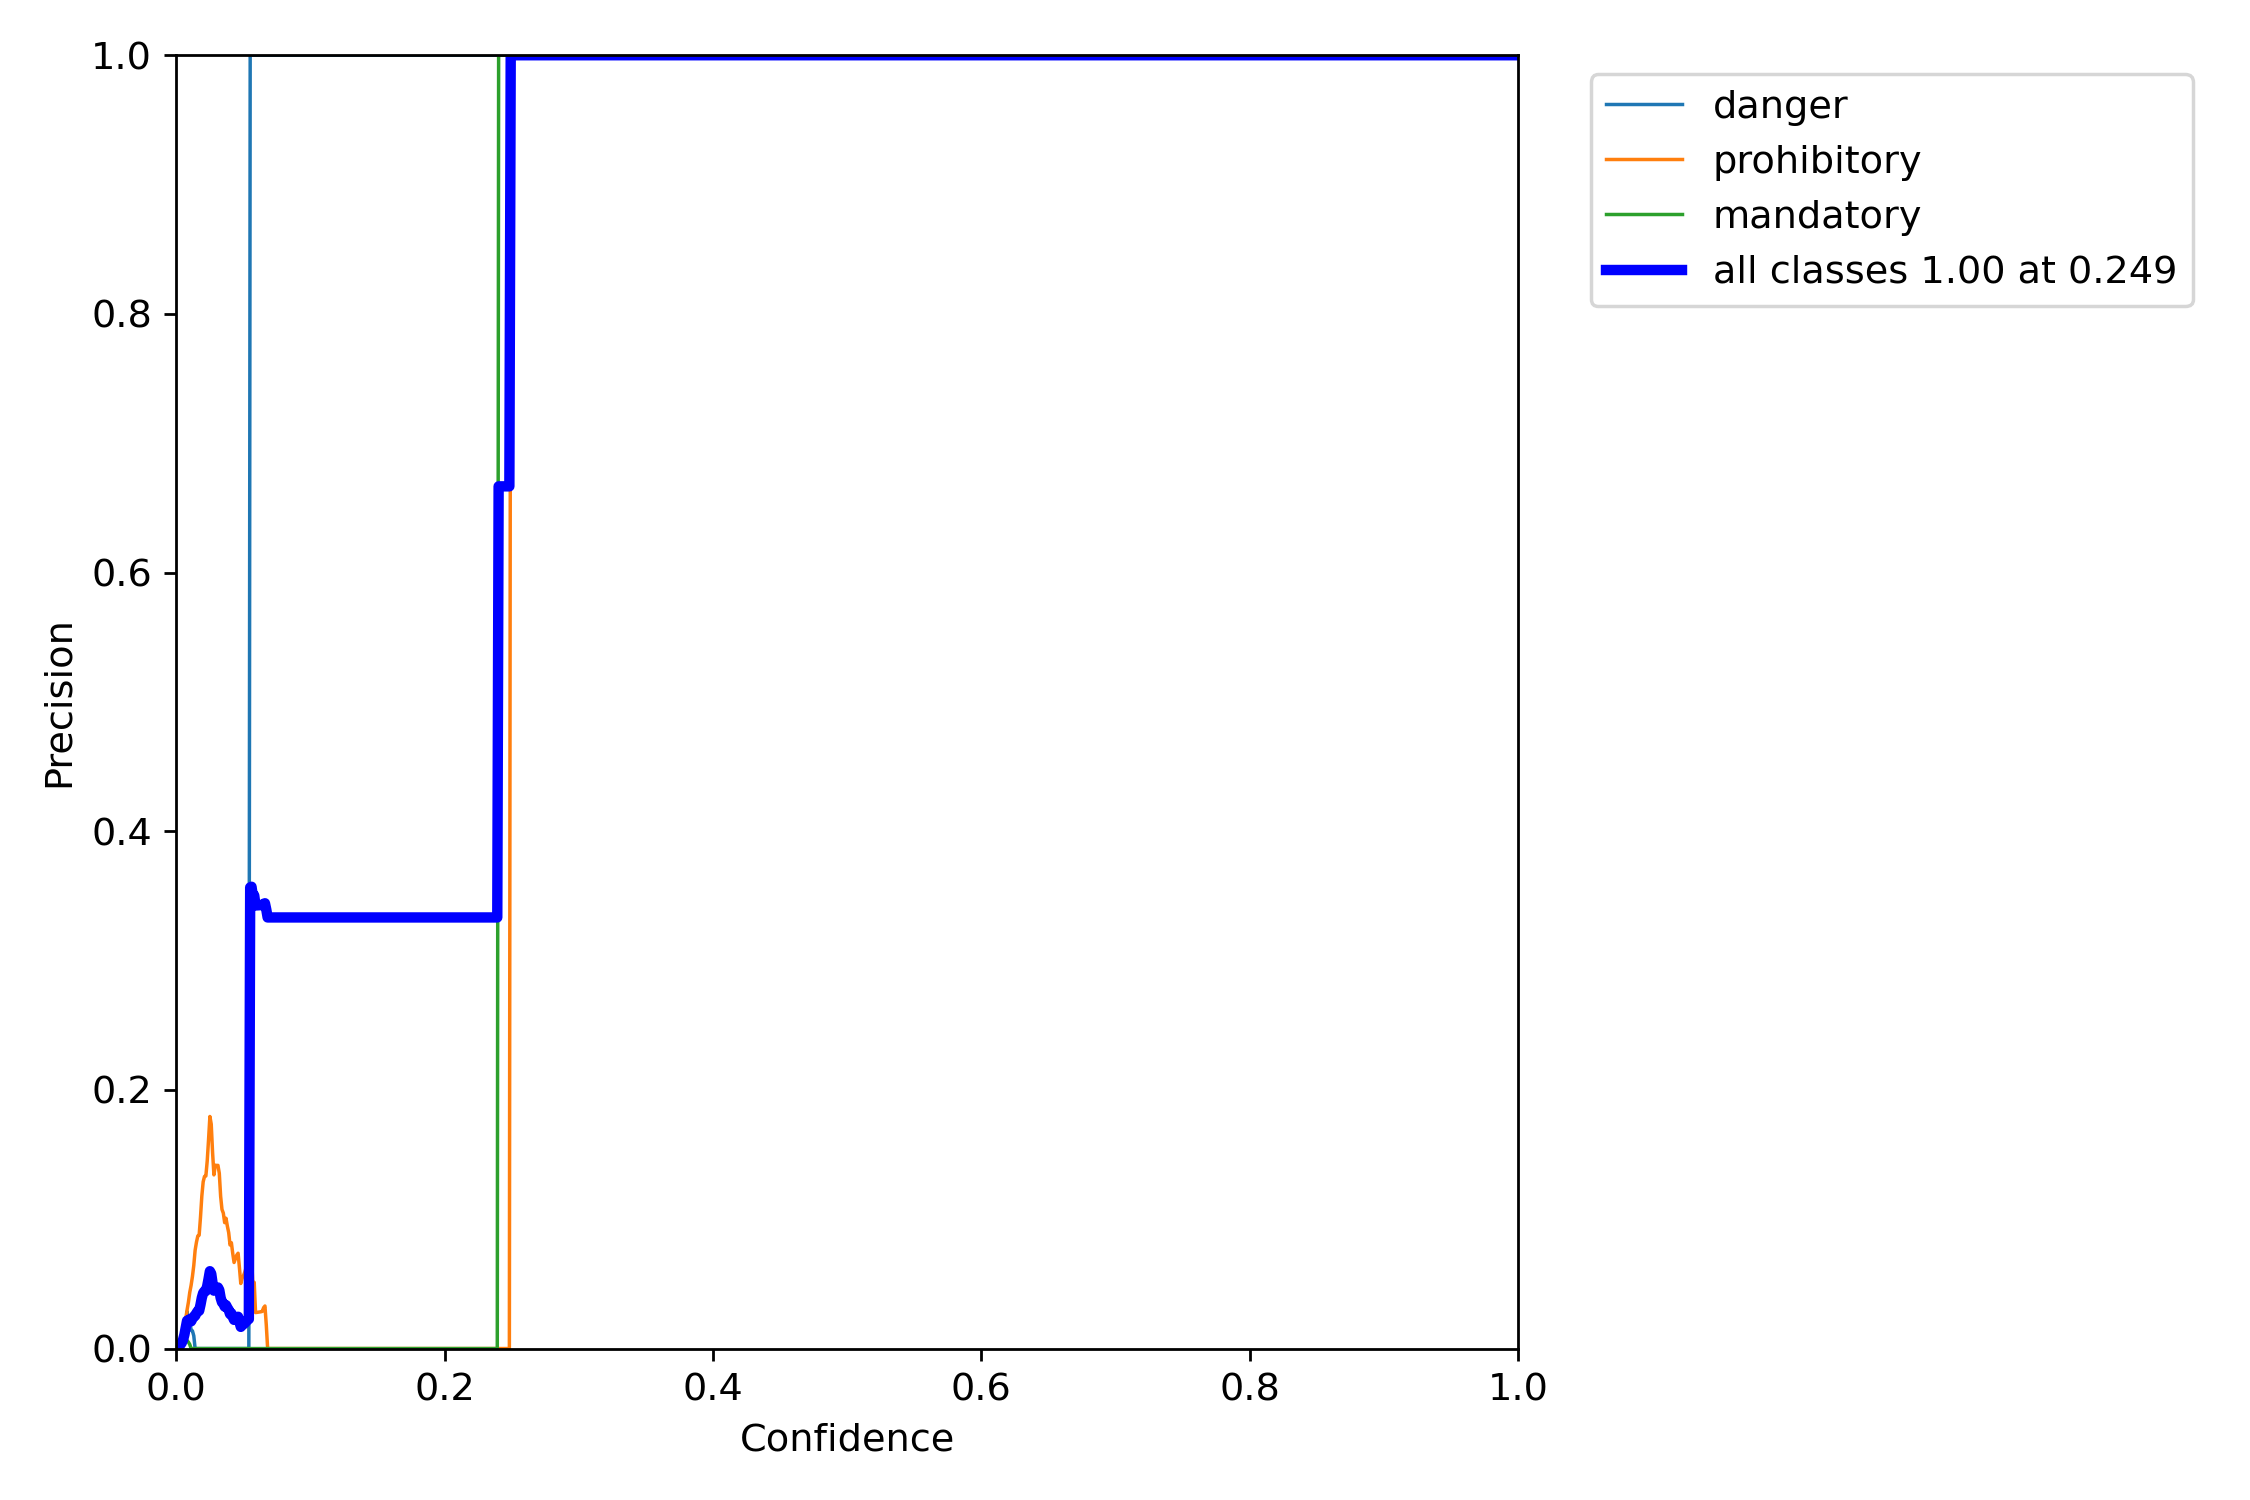 1.0
0.8
0.6
0.4
0.2
0.0
Precision
0.0 0.2 0.4 0.6 0.8 1.0
Confidence
danger
prohibitory
mandatory
all classes 1.00 at 0.249